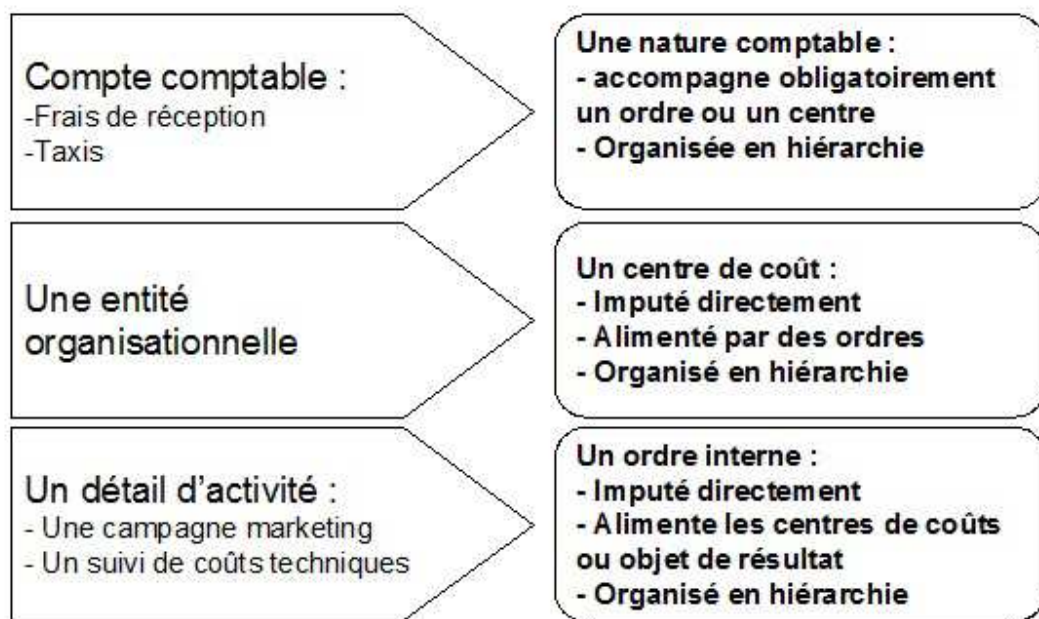 Compte comptable :
-Frais de réception
-Taxis
Une nature comptable :
- accompagne obligatoirement
un ordre ou un centre
- Organisée en hiérarchie
Une entité
organisationnelle
Un centre de coût :
- Imputé directement
- Alimenté par des ordres
- Organisé en hiérarchie
Un détail d'activité :
- Une campagne marketing
- Un suivi de coûts techniques
Un ordre interne :
- Imputé directement
- Alimente les centres de coûts
ou objet de résultat
- Organisé en hiérarchie